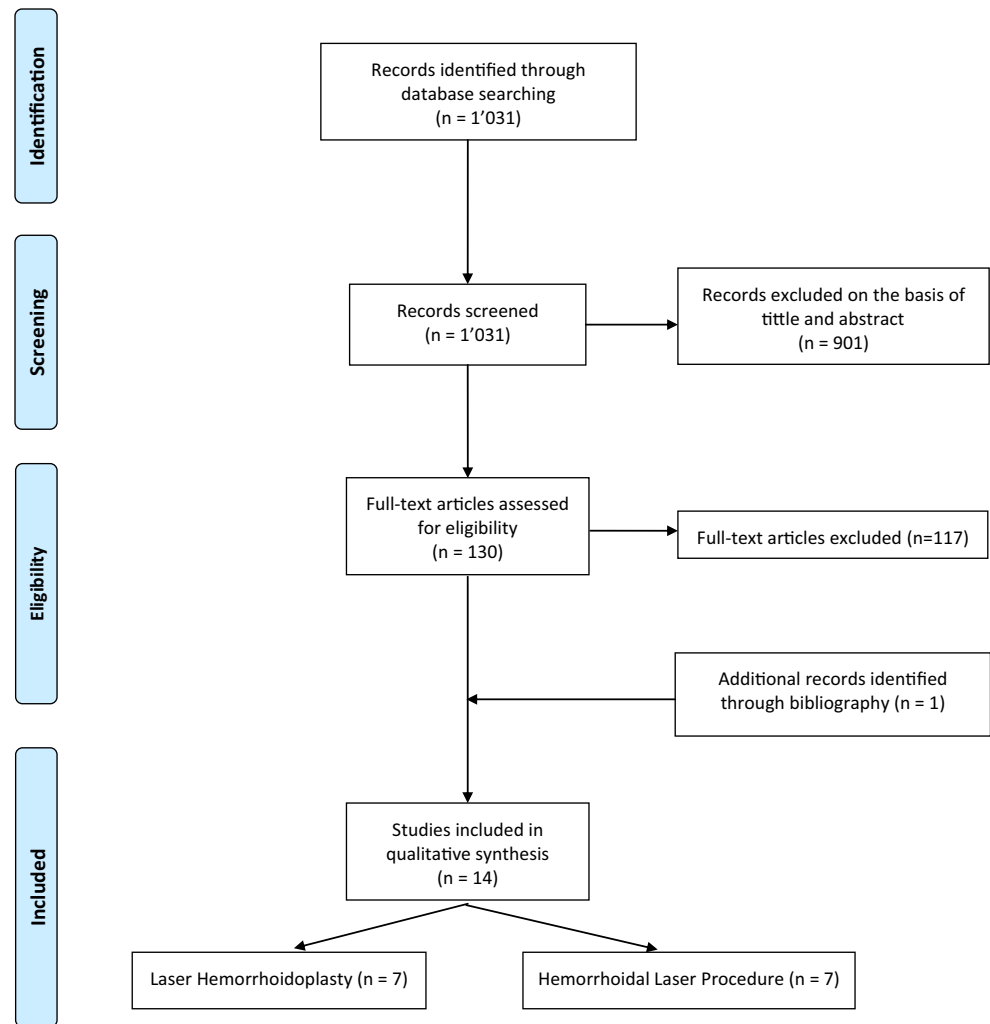 Identification
Records identified through
database searching
(n = 1’031)
Screening
Records screened
(n = 1’031)
Records excluded on the basis of
tittle and abstract
(n = 901)
Eligibility
Full-text articles assessed
for eligibility
(n = 130)
Full-text articles excluded (n=117)
Additional records identified
through bibliography (n = 1)
Included
Studies included in
qualitative synthesis
(n = 14)
Laser Hemorrhoidoplasty (n = 7)
Hemorrhoidal Laser Procedure (n = 7)